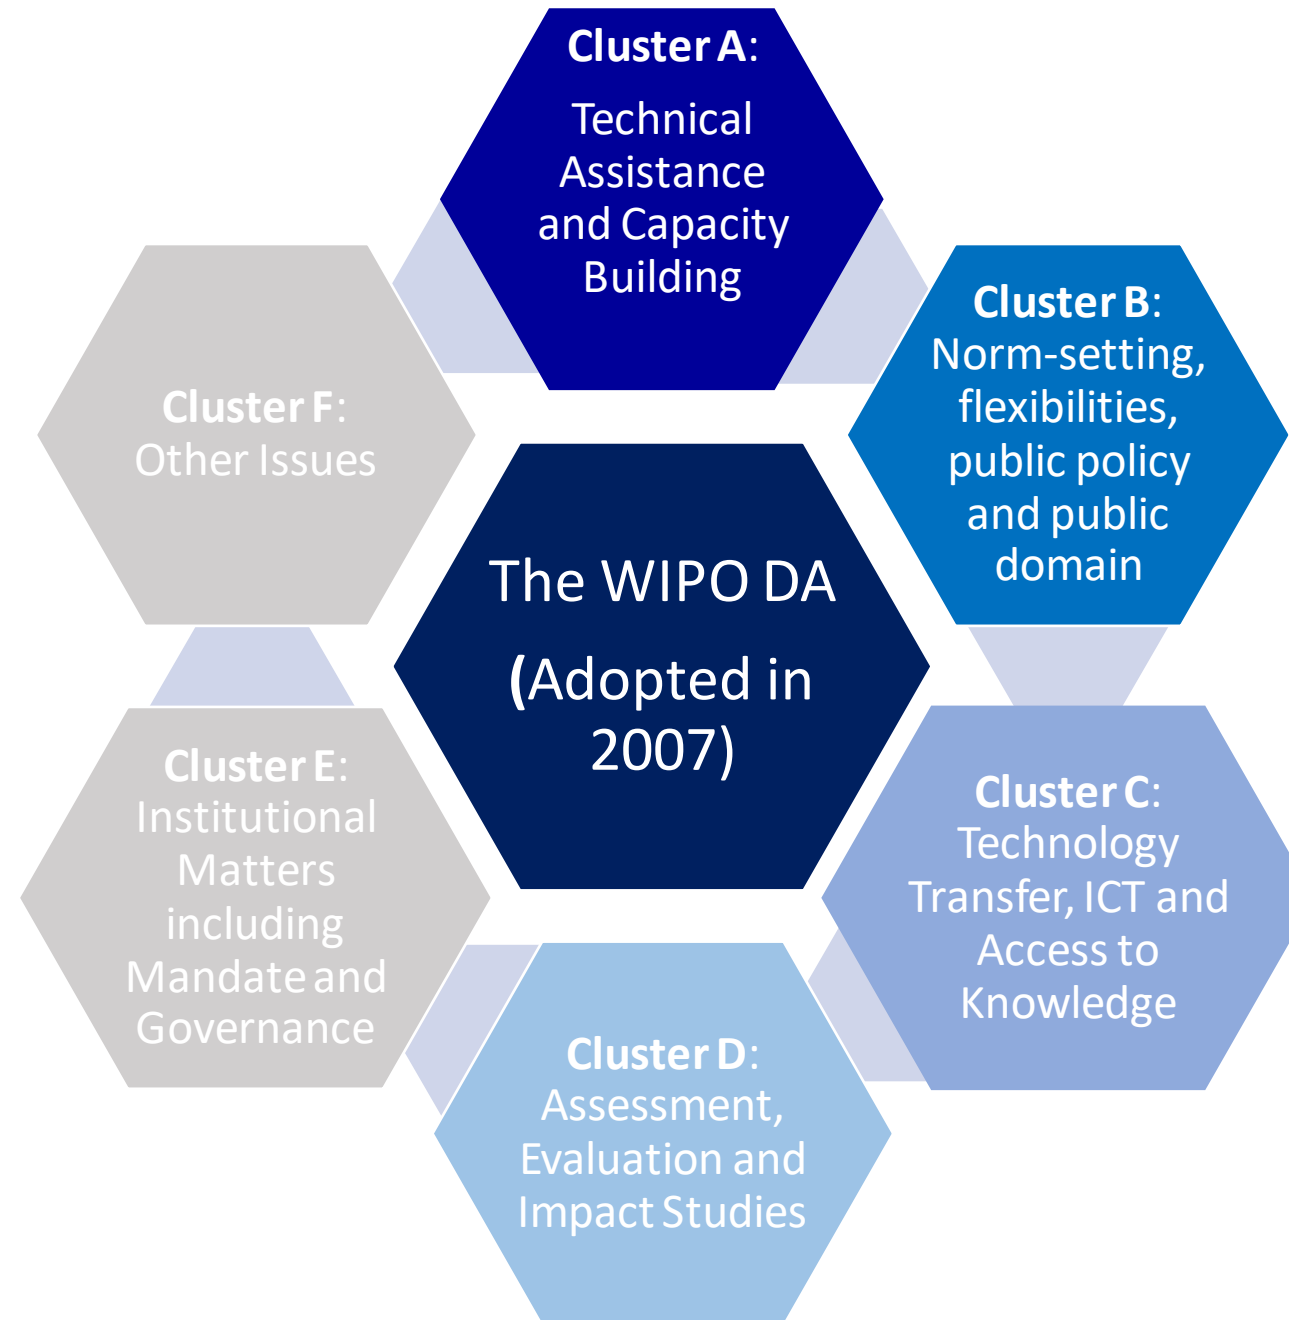 Cluster A:
Technical
Assistance
and Capacity
Building
Cluster B:
Norm-setting,
flexibilities,
public policy
and public
domain
Cluster C:
Technology
Transfer, ICT and
Access to
Knowledge
Cluster D:
Assessment,
Evaluation and
Impact Studies
Cluster E:
Institutional
Matters
including
Mandate and
Governance
Cluster F:
Other Issues
The WIPO DA
(Adopted in
2007)